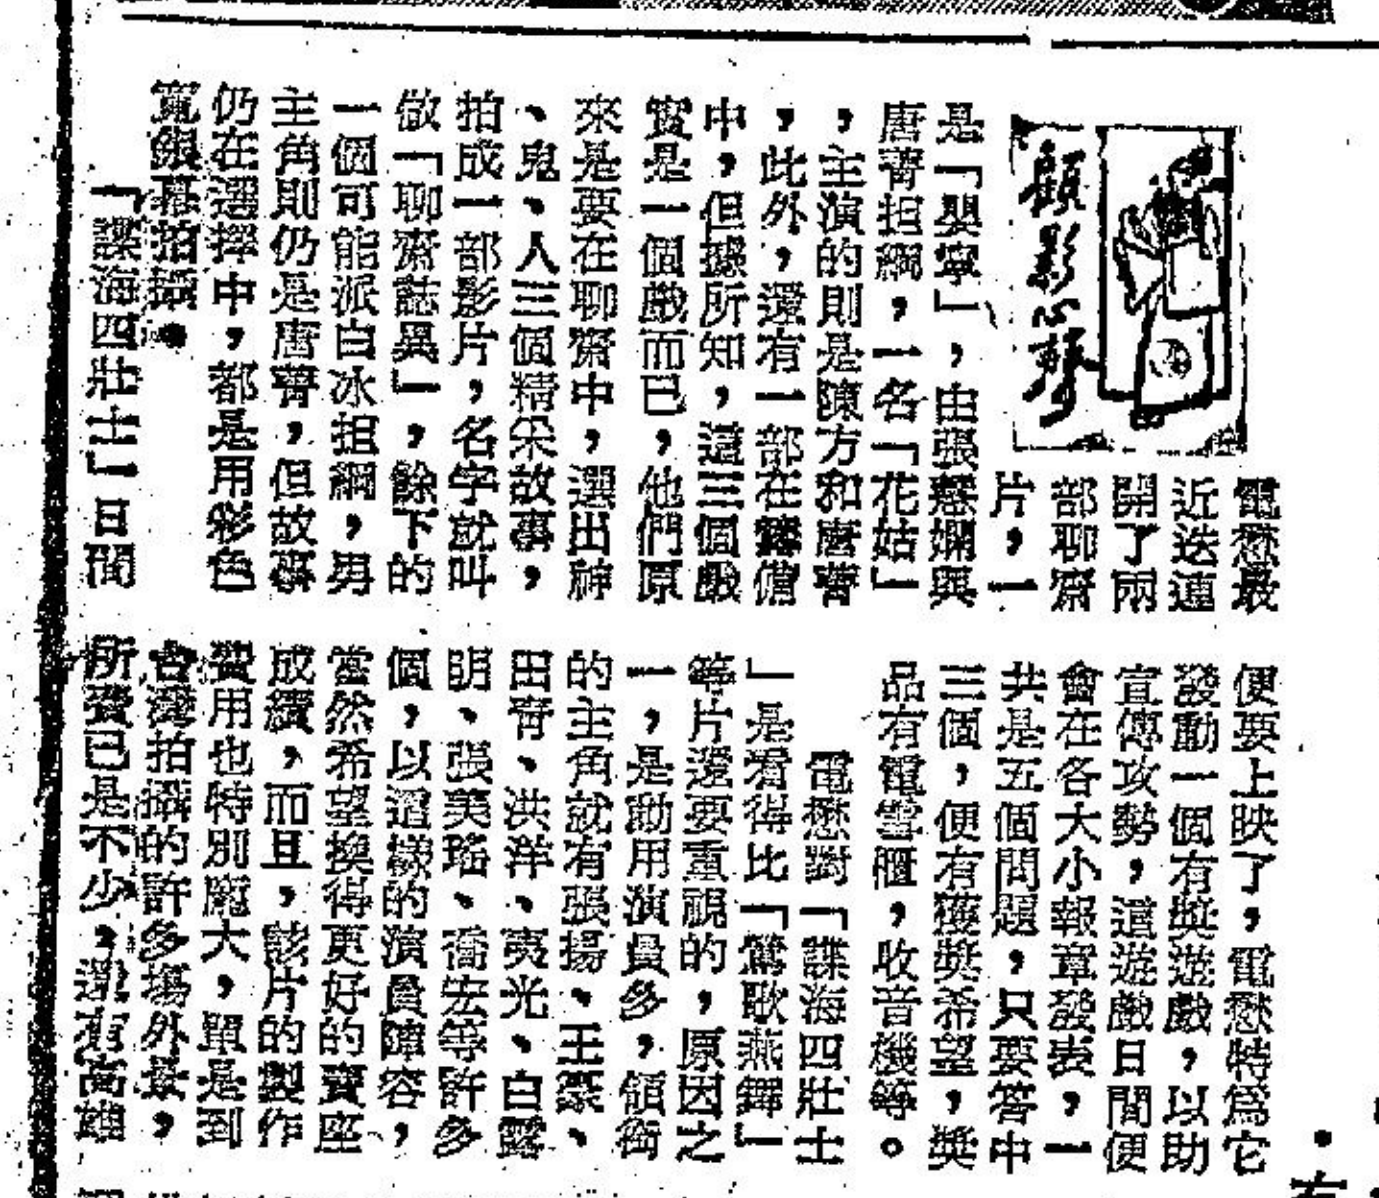 顧影心聲
電懋最
近迭連
開了兩
部聊齋
片，一
是「嬰寧」，由張慧嫻與
唐菁担綱，一名「花姑」
，主演的則是陳方和唐菁
，此外，還有一部在籌備
中，但據所知，這三個戲
實是一個戲而已，他們原
來是要在聊齋中，選出神
、鬼、人三個精采故事，
拍成一部影片，名字就叫
做「聊齋誌異」，餘下的
一個可能派白冰担綱，男
主角則仍是唐菁，但故事
仍在選擇中，都是用彩色
寬銀幕拍攝。
「諜海四壯士」日間
便要上映了，電懋特爲它
發動一個有獎遊戲，以助
宣傳攻勢，這遊戲日間便
會在各大小報章發表，一
共是五個問題，只要答中
三個，便有獲獎希望，獎
品有電雪櫃，收音機等。
電懋對「諜海四壯士
」是看得比「鶯歌燕舞」
等片還要重視的，原因之
一，是動用演員多，領銜
的主角就有張揚、王豪、
田青、洪洋、夷光、白露
明、張美瑤、喬宏等許多
個，以這樣的演員陣容，
當然希望換得更好的賣座
成績，而且，該片的製作
費用也特別龐大，單是到
台灣拍攝的許多場外景，
所費已是不少，還有高雄